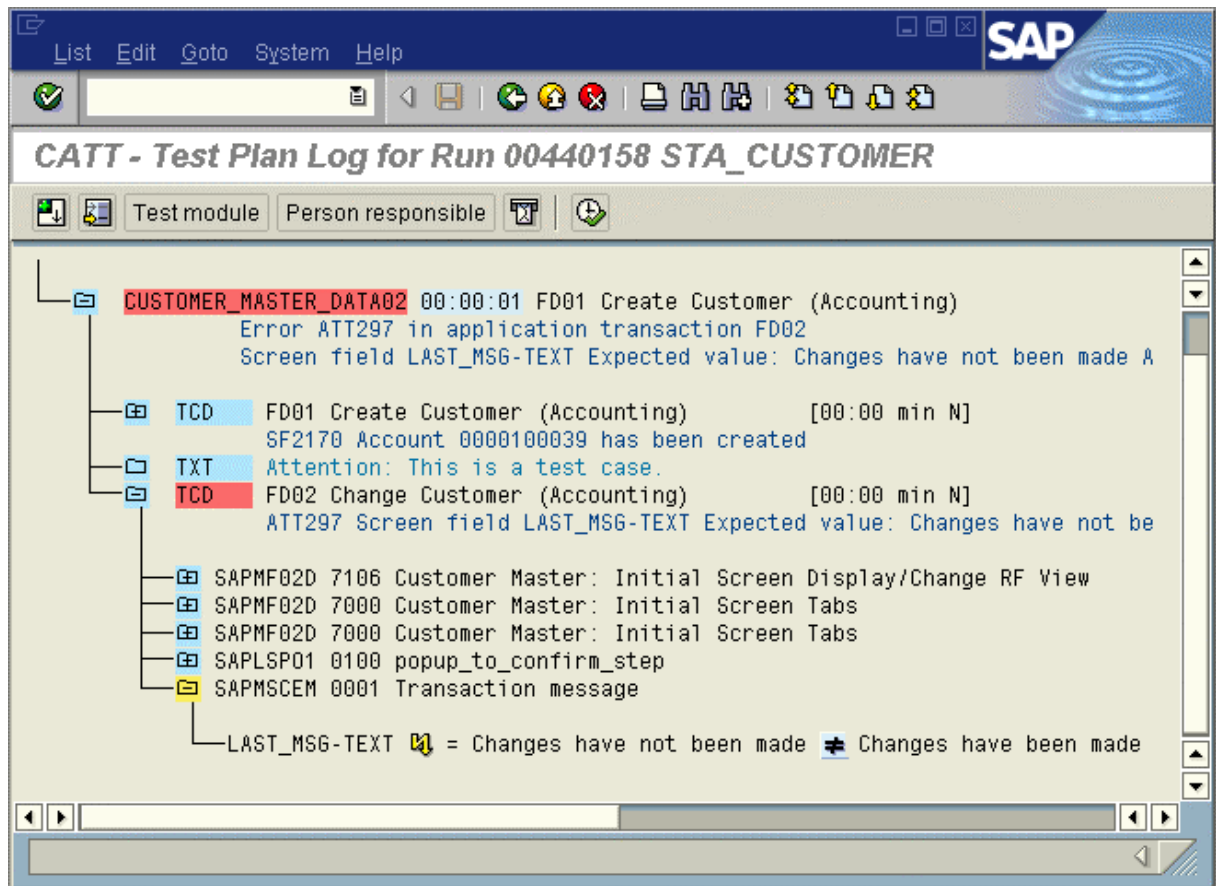 List Edit Goto System Help
SAP
CATT - Test Plan Log for Run 00440158 STA_CUSTOMER
Test module Person responsible
CUSTOMER_MASTER_DATA02 00:00:01 FD01 Create Customer (Accounting)
Error ATT297 in application transaction FD02
Screen field LAST_MSG-TEXT Expected value: Changes have not been made A
TCD FD01 Create Customer (Accounting) [00:00 min N]
SF2170 Account 0000100039 has been created
TXT Attention: This is a test case.
TCD FD02 Change Customer (Accounting) [00:00 min N]
ATT297 Screen field LAST_MSG-TEXT Expected value: Changes have not be
SAPMF02D 7106 Customer Master: Initial Screen Display/Change RF View
SAPMF02D 7000 Customer Master: Initial Screen Tabs
SAPMF02D 7000 Customer Master: Initial Screen Tabs
SAPLSPO1 0100 popup_to_confirm_step
SAPMSCEM 0001 Transaction message
LAST_MSG-TEXT = Changes have not been made ≠ Changes have been made